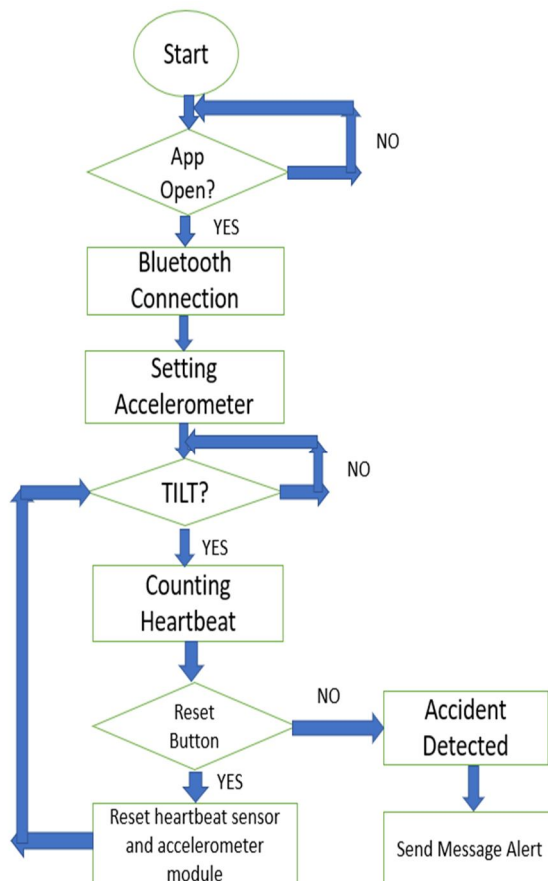 Start
NO
App
Open?
YES
Bluetooth
Connection
Setting
Accelerometer
NO
TILT?
YES
Counting
Heartbeat
NO
Reset
Button
Accident
Detected
YES
Reset heartbeat sensor
and accelerometer
module
Send Message Alert